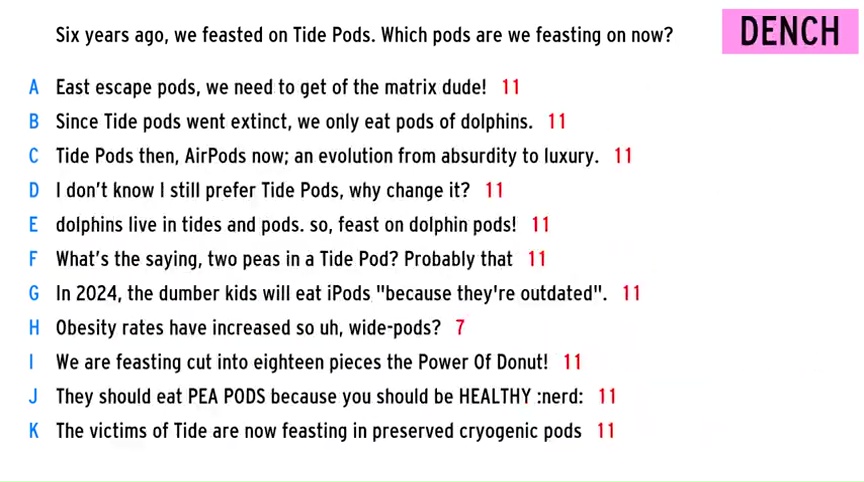 Six years ago, we feasted on Tide Pods. Which pods are we feasting on now?
DENCH
A East escape pods, we need to get of the matrix dude! 11
B Since Tide pods went extinct, we only eat pods of dolphins. 11
C Tide Pods then, AirPods now; an evolution from absurdity to luxury. 11
D I don't know I still prefer Tide Pods, why change it? 11
E dolphins live in tides and pods. so, feast on dolphin pods! 11
F What's the saying, two peas in a Tide Pod? Probably that 11
G In 2024, the dumber kids will eat iPods "because they're outdated". 11
H Obesity rates have increased so uh, wide-pods? 7
I We are feasting cut into eighteen pieces the Power Of Donut! 11
J They should eat PEA PODS because you should be HEALTHY :nerd: 11
K The victims of Tide are now feasting in preserved cryogenic pods 11